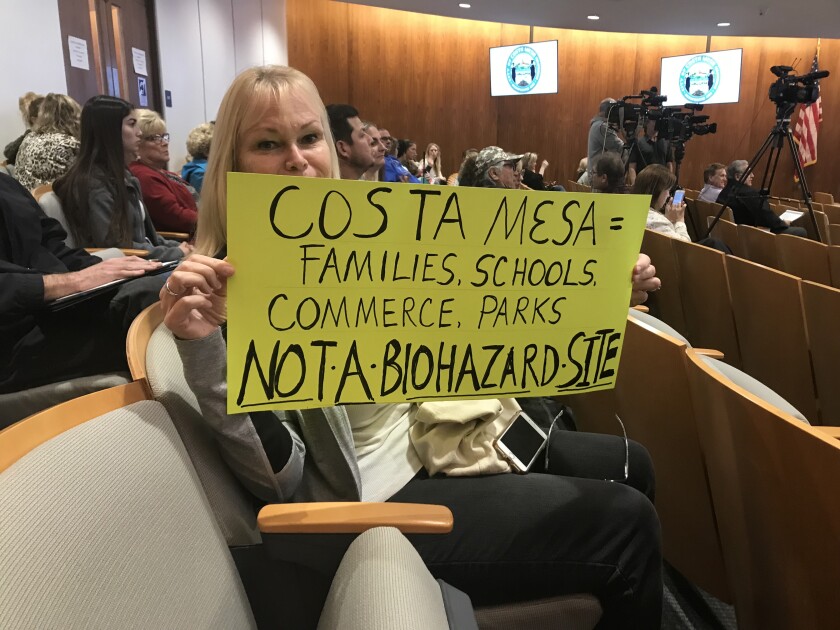 COSTA MESA =
FAMILIES, SCHOOLS,
COMMERCE, PARKS
NOT·A·BIOHAZARD·SITE